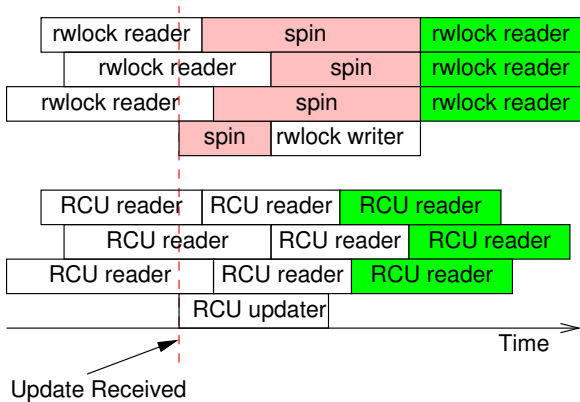 rwlock reader spin rwlock reader
rwlock reader spin rwlock reader
rwlock reader spin rwlock reader
spin rwlock writer
RCU reader RCU reader RCU reader
RCU reader RCU reader RCU reader
RCU reader RCU reader RCU reader
RCU updater
Time
Update Received